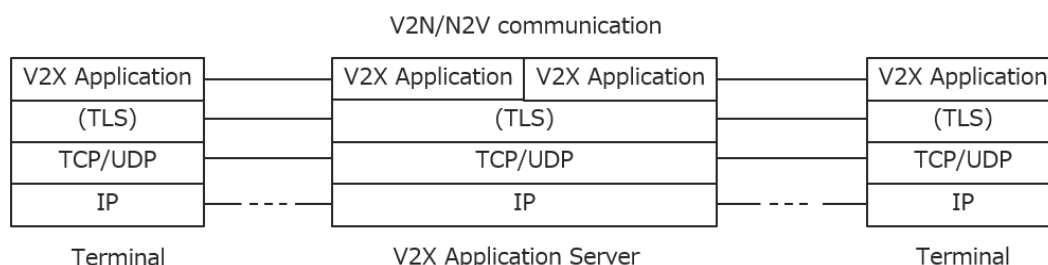 V2N/N2V communication
V2X Application V2X Application V2X Application V2X Application
(TLS) (TLS) (TLS)
TCP/UDP TCP/UDP TCP/UDP
IP IP IP
Terminal V2X Application Server Terminal